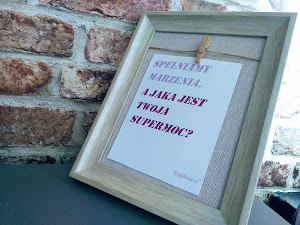 SPEŁNIAMY
MARZENIA.
A JAKA JEST
TWOJA
SUPERMOC?